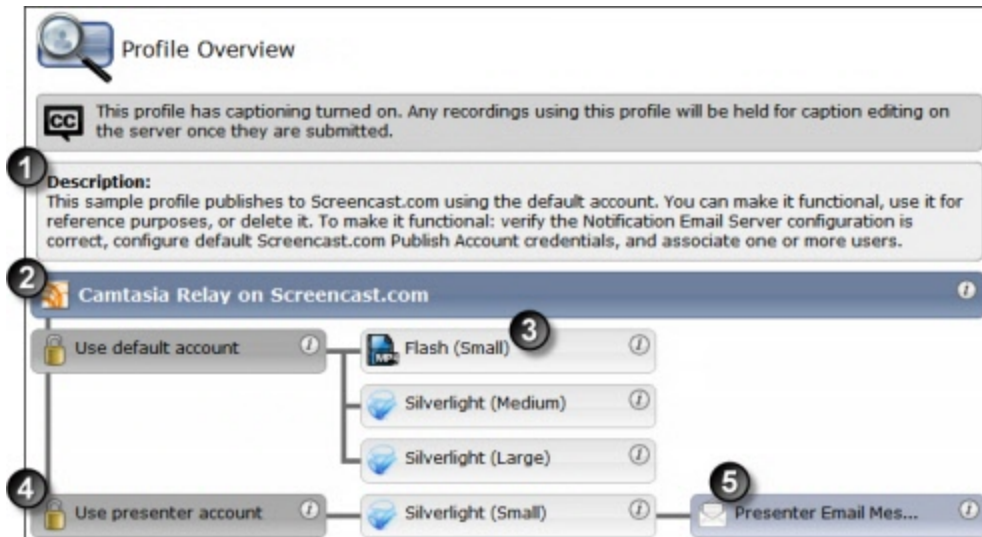 Profile Overview
CC
This profile has captioning turned on. Any recordings using this profile will be held for caption editing on
the server once they are submitted.
1
Description:
This sample profile publishes to Screencast.com using the default account. You can make it functional, use it for
reference purposes, or delete it. To make it functional: verify the Notification Email Server configuration is
correct, configure default Screencast.com Publish Account credentials, and associate one or more users.
2
Camtasia Relay on Screencast.com i
3
Use default account i MP4 Flash (Small) i
Silverlight (Medium) i
Silverlight (Large) i
4 5
Use presenter account i Silverlight (Small) i Presenter Email Mes... i